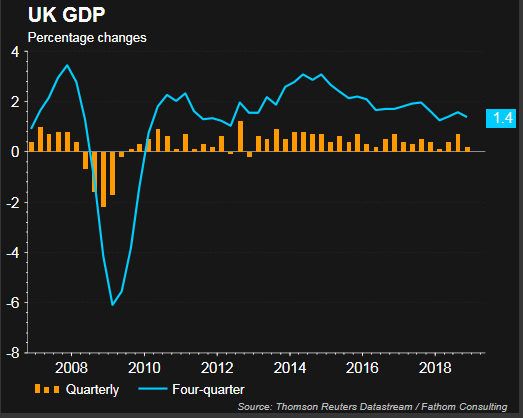 UK GDP
Percentage changes
4
2
1.4
0
-2
-4
-6
-8
2008 2010 2012 2014 2016 2018
Quarterly Four-quarter
Source: Thomson Reuters Datastream / Fathom Consulting